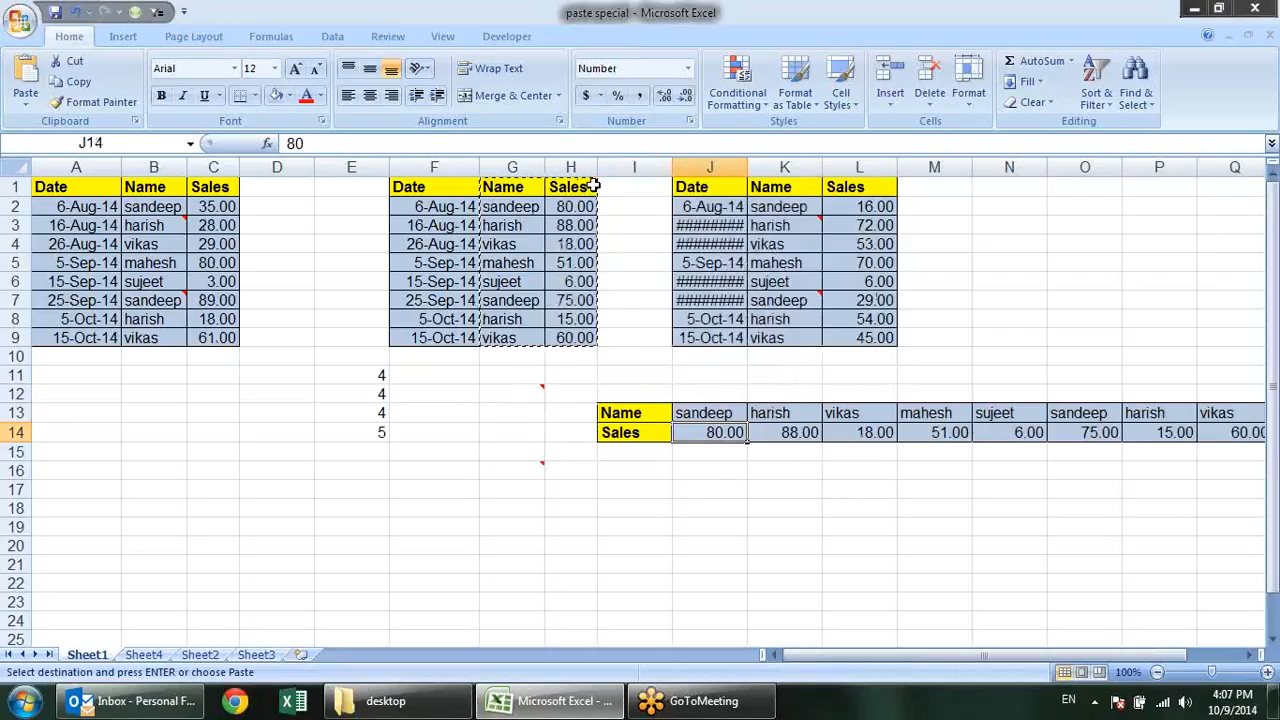 paste special - Microsoft Excel
Home Insert Page Layout Formulas Data Review View Developer
Paste
Cut
Copy
Format Painter
Clipboard
Arial 12
B I U
Font
Wrap Text
Merge & Center
Alignment
Number
$ % ,
Number
Conditional Formatting
Format as Table
Cell Styles
Styles
Insert
Delete
Format
Cells
AutoSum
Fill
Clear
Sort & Filter
Find & Select
Editing
J14 fx 80
A B C D E F G H I J K L M N O P Q
1 Date Name Sales Date Name Sales Date Name Sales
2 6-Aug-14 sandeep 35.00 6-Aug-14 sandeep 80.00 6-Aug-14 sandeep 16.00
3 16-Aug-14 harish 28.00 16-Aug-14 harish 88.00 ######## harish 72.00
4 26-Aug-14 vikas 29.00 26-Aug-14 vikas 18.00 ######## vikas 53.00
5 5-Sep-14 mahesh 80.00 5-Sep-14 mahesh 51.00 5-Sep-14 mahesh 70.00
6 15-Sep-14 sujeet 3.00 15-Sep-14 sujeet 6.00 ######## sujeet 6.00
7 25-Sep-14 sandeep 89.00 25-Sep-14 sandeep 75.00 ######## sandeep 29.00
8 5-Oct-14 harish 18.00 5-Oct-14 harish 15.00 5-Oct-14 harish 54.00
9 15-Oct-14 vikas 61.00 15-Oct-14 vikas 60.00 15-Oct-14 vikas 45.00
10
11 4
12 4
13 4 Name sandeep harish vikas mahesh sujeet sandeep harish vikas
14 5 Sales 80.00 88.00 18.00 51.00 6.00 75.00 15.00 60.00
15
16
17
18
19
20
21
22
23
24
25
Sheet1 Sheet4 Sheet2 Sheet3
Select destination and press ENTER or choose Paste 100%
Inbox - Personal F... desktop Microsoft Excel - ... GoToMeeting EN 4:07 PM
10/9/2014